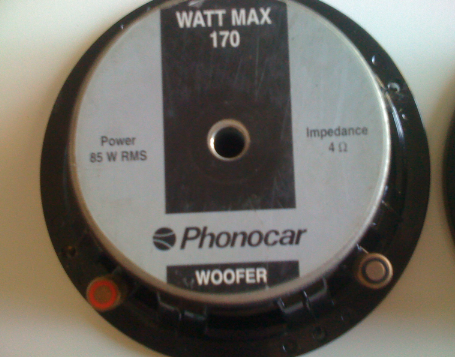 WATT MAX
170
Power
85 W RMS
Impedance
4 Ω
Phonocar
WOOFER